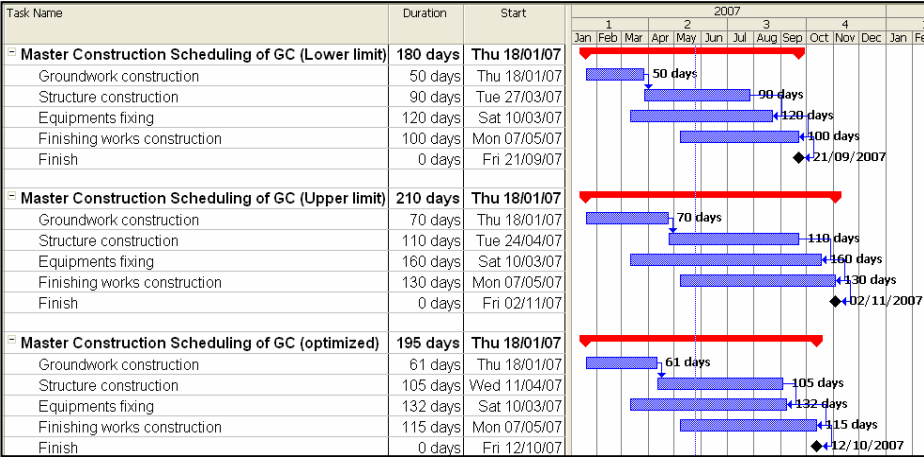 Task Name Duration Start 2007
1 2 3 4
Jan Feb Mar Apr May Jun Jul Aug Sep Oct Nov Dec Jan
Master Construction Scheduling of GC (Lower limit) 180 days Thu 18/01/07
Groundwork construction 50 days Thu 18/01/07 50 days
Structure construction 90 days Tue 27/03/07 90 days
Equipments fixing 120 days Sat 10/03/07 120 days
Finishing works construction 100 days Mon 07/05/07 100 days
Finish 0 days Fri 21/09/07 21/09/2007
Master Construction Scheduling of GC (Upper limit) 210 days Thu 18/01/07
Groundwork construction 70 days Thu 18/01/07 70 days
Structure construction 110 days Tue 24/04/07 110 days
Equipments fixing 160 days Sat 10/03/07 160 days
Finishing works construction 130 days Mon 07/05/07 130 days
Finish 0 days Fri 02/11/07 02/11/2007
Master Construction Scheduling of GC (optimized) 195 days Thu 18/01/07
Groundwork construction 61 days Thu 18/01/07 61 days
Structure construction 105 days Wed 11/04/07 105 days
Equipments fixing 132 days Sat 10/03/07 132 days
Finishing works construction 115 days Mon 07/05/07 115 days
Finish 0 days Fri 12/10/07 12/10/2007